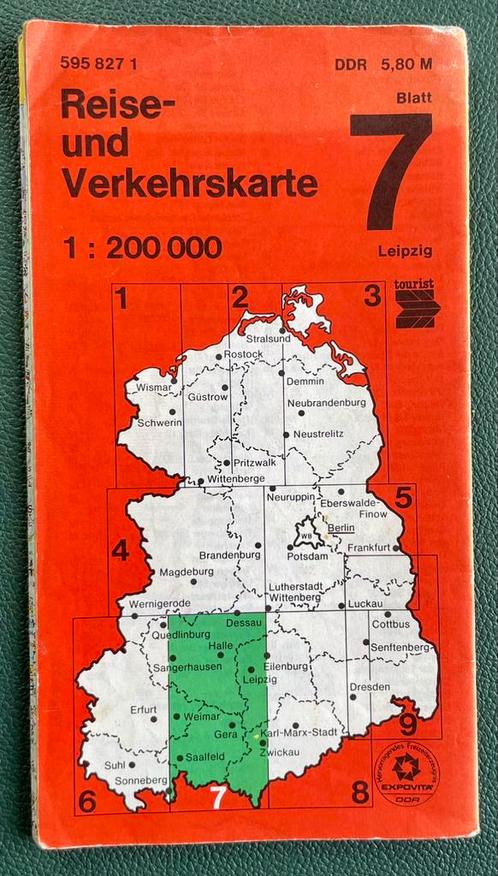 595 827 1
DDR 5,80 M
Reise-
und
Verkehrskarte
1 : 200 000
Blatt
7
Leipzig
tourist
1
2
3
Stralsund
Rostock
Wismar
Güstrow
Demmin
Neubrandenburg
Schwerin
Neustrelitz
Pritzwalk
Wittenberge
Neuruppin
Eberswalde-
Finow
5
WB
Berlin
Brandenburg
Potsdam
Frankfurt
4
Magdeburg
Lutherstadt
Wittenberg
Wernigerode
Luckau
Dessau
Cottbus
Quedlinburg
Halle
Senftenberg
Sangerhausen
Eilenburg
Leipzig
Dresden
Erfurt
Weimar
Gera
Karl-Marx-Stadt
9
Zwickau
Suhl
Saalfeld
Sonneberg
6
7
8
Hervorragendes Freizeiterzeugnis
EXPOVITA
DDR